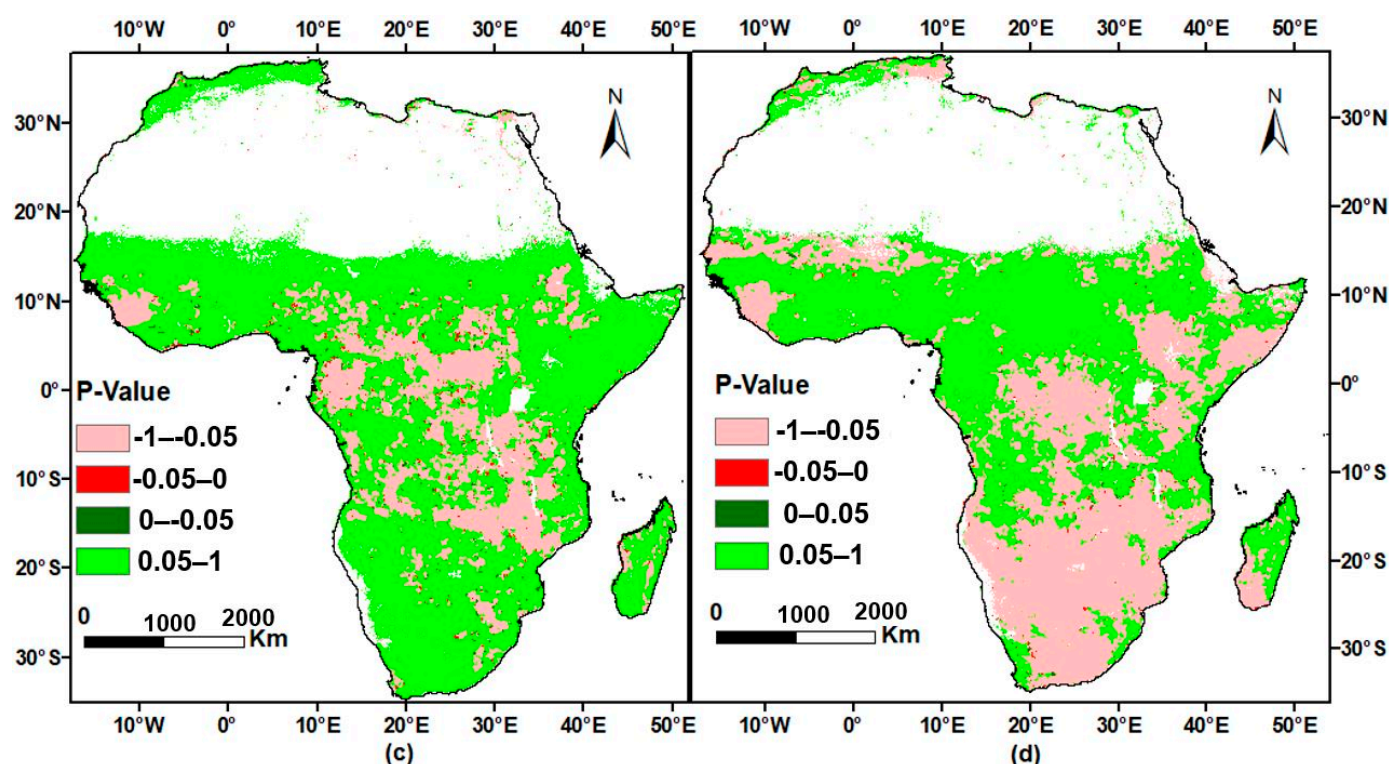 10°W 0° 10°E 20°E 30°E 40°E 50°E 10°W 0° 10°E 20°E 30°E 40°E 50°E
N N
30°N 30°N
20°N 20°N
10°N 10°N
0° 0°
P-Value P-Value
-1–-0.05 -1–-0.05
-0.05–0 -0.05–0
10°S 10°S
0–-0.05 0–0.05
0.05–1 0.05–1
20°S 20°S
0 1000 2000 0 1000 2000
Km Km
30°S 30°S
10°W 0° 10°E 20°E 30°E 40°E 50°E 10°W 0° 10°E 20°E 30°E 40°E 50°E
(c) (d)